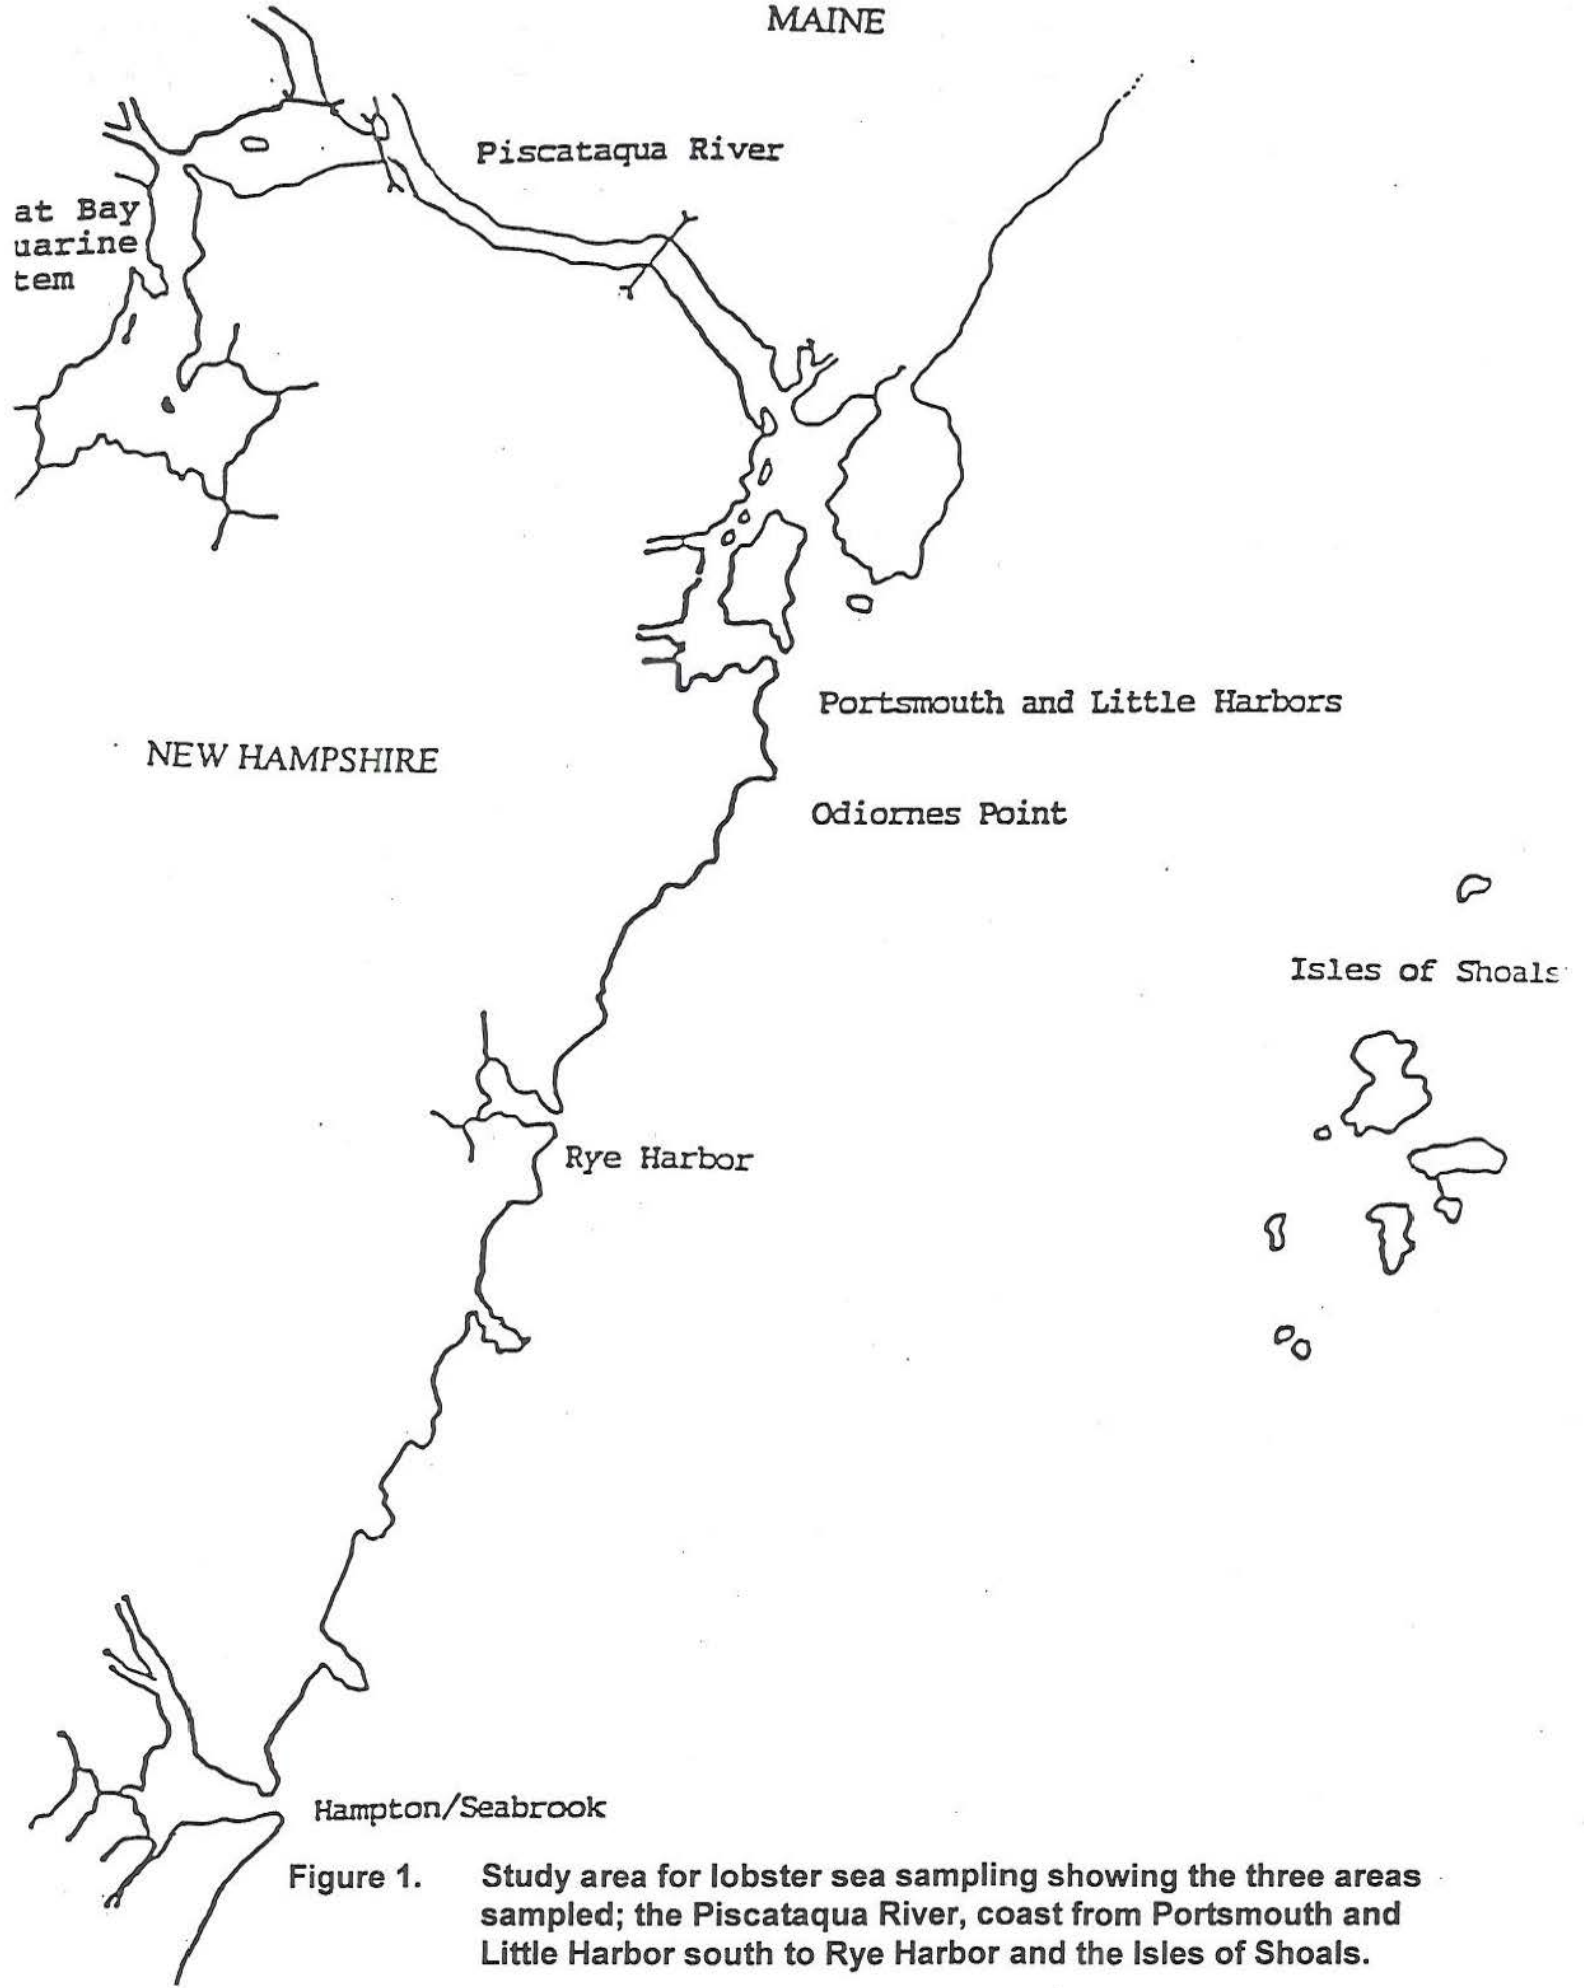 MAINE
Piscataqua River
at Bay
uarine
tem
Portsmouth and Little Harbors
NEW HAMPSHIRE
Odiornes Point
Isles of Shoals
Rye Harbor
Hampton/Seabrook
Figure 1. Study area for lobster sea sampling showing the three areas
sampled; the Piscataqua River, coast from Portsmouth and
Little Harbor south to Rye Harbor and the Isles of Shoals.